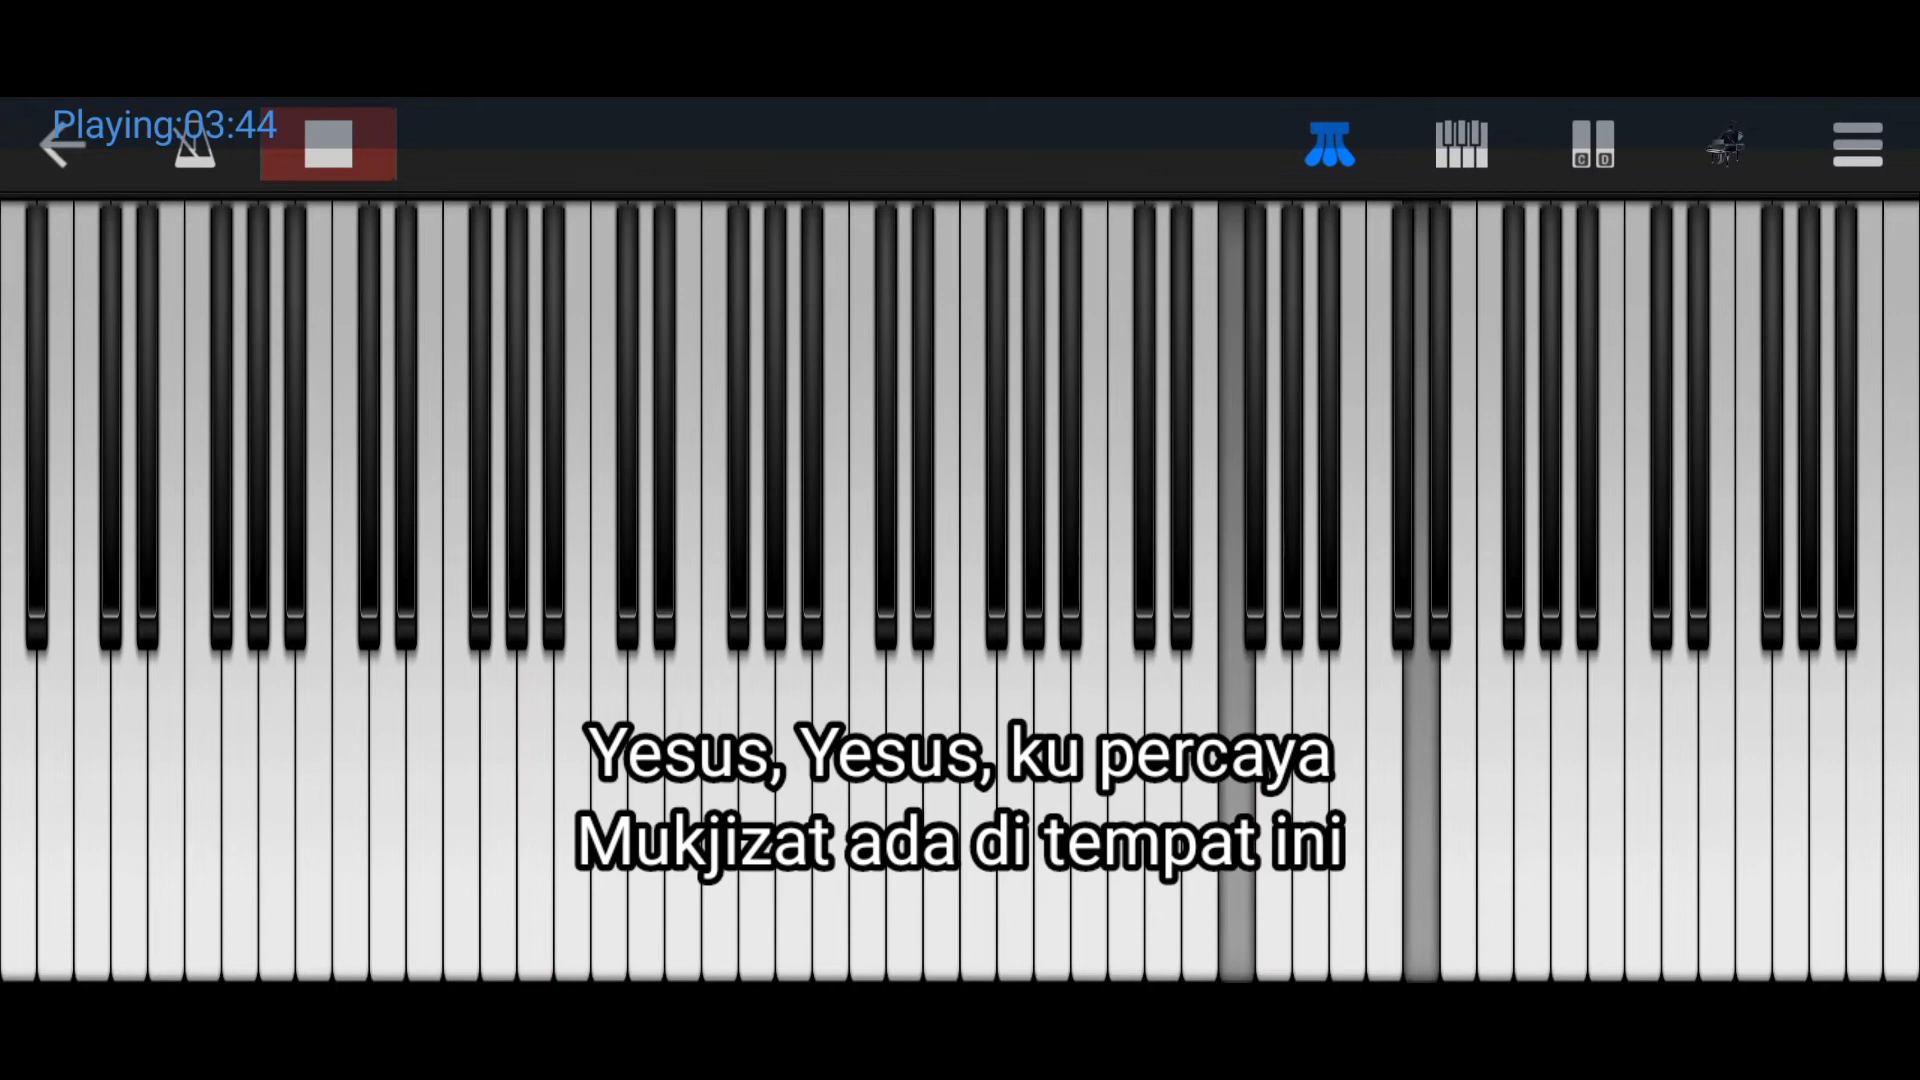 Playing:03:44
C D
Yesus, Yesus, ku percaya
Mukjizat ada di tempat ini